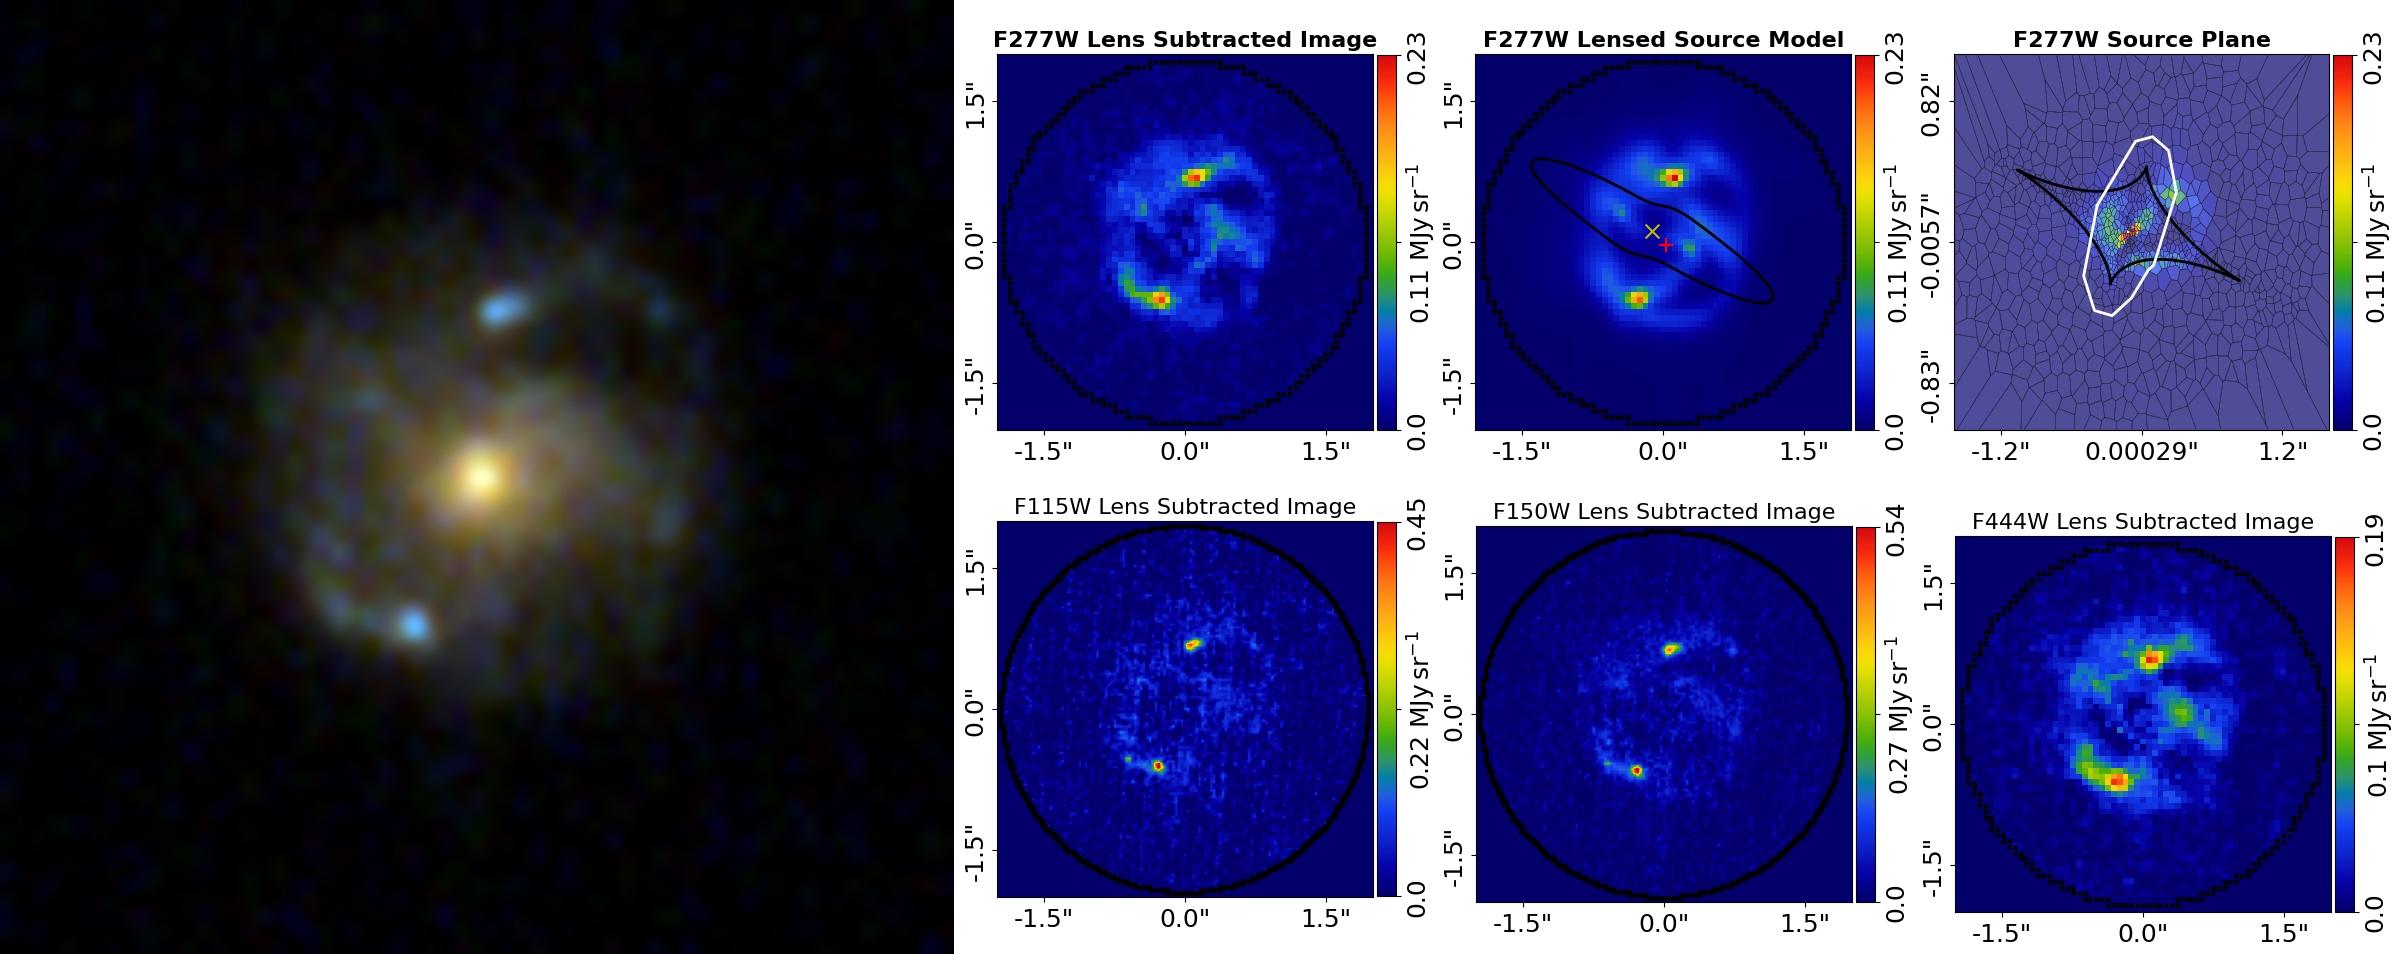 F277W Lens Subtracted Image
1.5"
0.0"
-1.5"
-1.5" 0.0" 1.5"
0.23
0.11 MJy sr⁻¹
0.0
F277W Lensed Source Model
1.5"
0.0"
-1.5"
-1.5" 0.0" 1.5"
0.23
0.11 MJy sr⁻¹
0.0
F277W Source Plane
0.82"
-0.0057"
-0.83"
-1.2" 0.00029" 1.2"
0.23
0.11 MJy sr⁻¹
0.0
F115W Lens Subtracted Image
1.5"
0.0"
-1.5"
-1.5" 0.0" 1.5"
0.45
0.22 MJy sr⁻¹
0.0
F150W Lens Subtracted Image
1.5"
0.0"
-1.5"
-1.5" 0.0" 1.5"
0.54
0.27 MJy sr⁻¹
0.0
F444W Lens Subtracted Image
1.5"
0.0"
-1.5"
-1.5" 0.0" 1.5"
0.19
0.1 MJy sr⁻¹
0.0